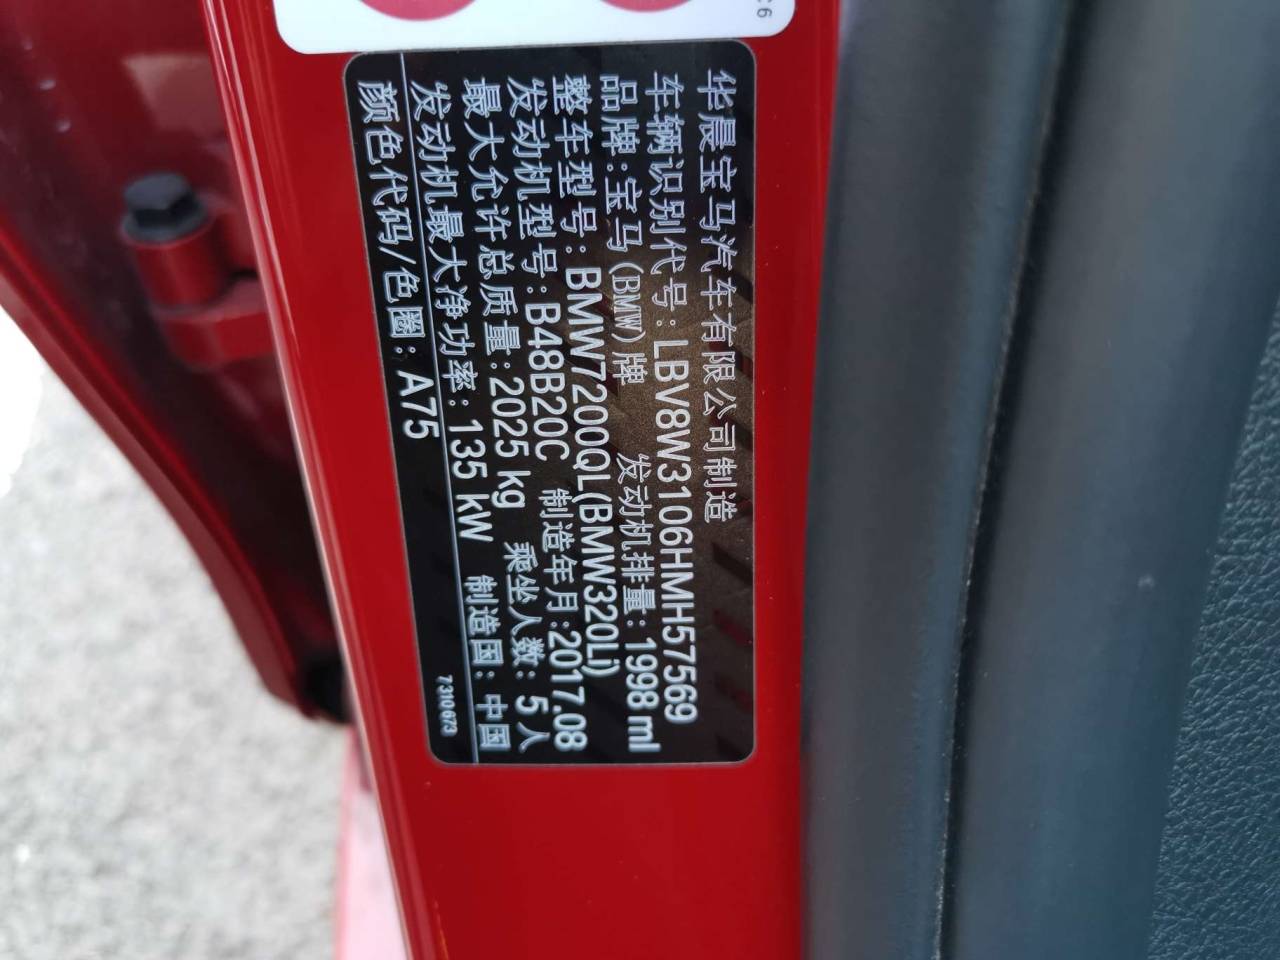 华晨宝马汽车有限公司制造
车辆识别代号:LBV8W3106HMH57569
品牌:宝马(BMW)牌 发动机排量:1998 ml
整车型号:BMW7200QL(BMW320Li)
发动机型号:B48B20C 制造年月:2017.08
最大允许总质量:2025 kg 乘坐人数:5人
发动机最大净功率:135 kW 制造国:中国
颜色代码/色圈:A75
7310673